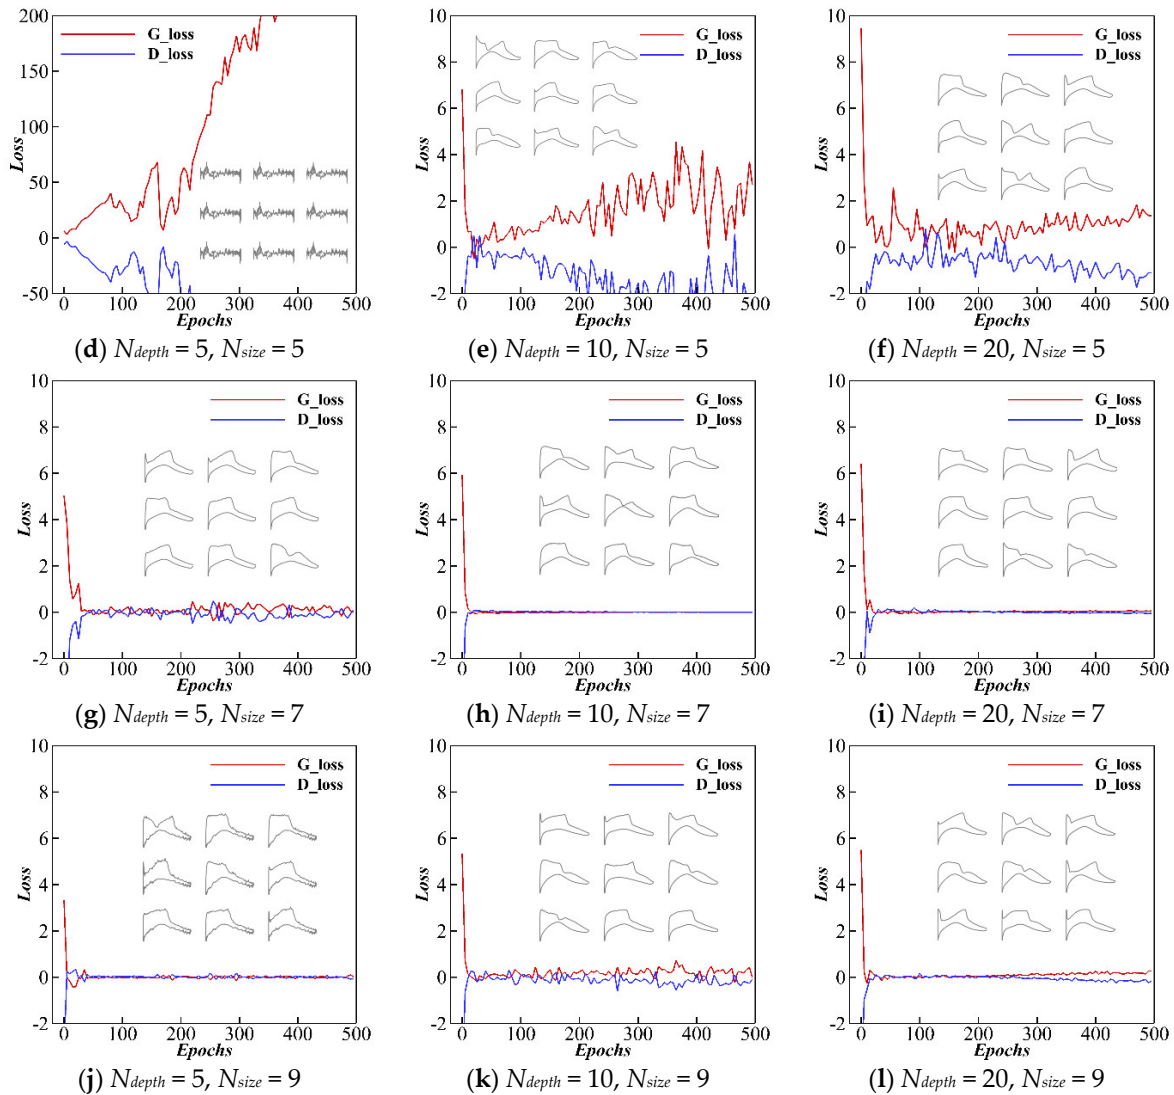 200
150
100
50
0
-50
Loss
G_loss
D_loss
0 100 200 300 400 500
Epochs
(d) Ndepth = 5, Nsize = 5
10
8
6
4
2
0
-2
Loss
G_loss
D_loss
0 100 200 300 400 500
Epochs
(e) Ndepth = 10, Nsize = 5
10
8
6
4
2
0
-2
Loss
G_loss
D_loss
0 100 200 300 400 500
Epochs
(f) Ndepth = 20, Nsize = 5
10
8
6
4
2
0
-2
Loss
G_loss
D_loss
0 100 200 300 400 500
Epochs
(g) Ndepth = 5, Nsize = 7
10
8
6
4
2
0
-2
Loss
G_loss
D_loss
0 100 200 300 400 500
Epochs
(h) Ndepth = 10, Nsize = 7
10
8
6
4
2
0
-2
Loss
G_loss
D_loss
0 100 200 300 400 500
Epochs
(i) Ndepth = 20, Nsize = 7
10
8
6
4
2
0
-2
Loss
G_loss
D_loss
0 100 200 300 400 500
Epochs
(j) Ndepth = 5, Nsize = 9
10
8
6
4
2
0
-2
Loss
G_loss
D_loss
0 100 200 300 400 500
Epochs
(k) Ndepth = 10, Nsize = 9
10
8
6
4
2
0
-2
Loss
G_loss
D_loss
0 100 200 300 400 500
Epochs
(l) Ndepth = 20, Nsize = 9